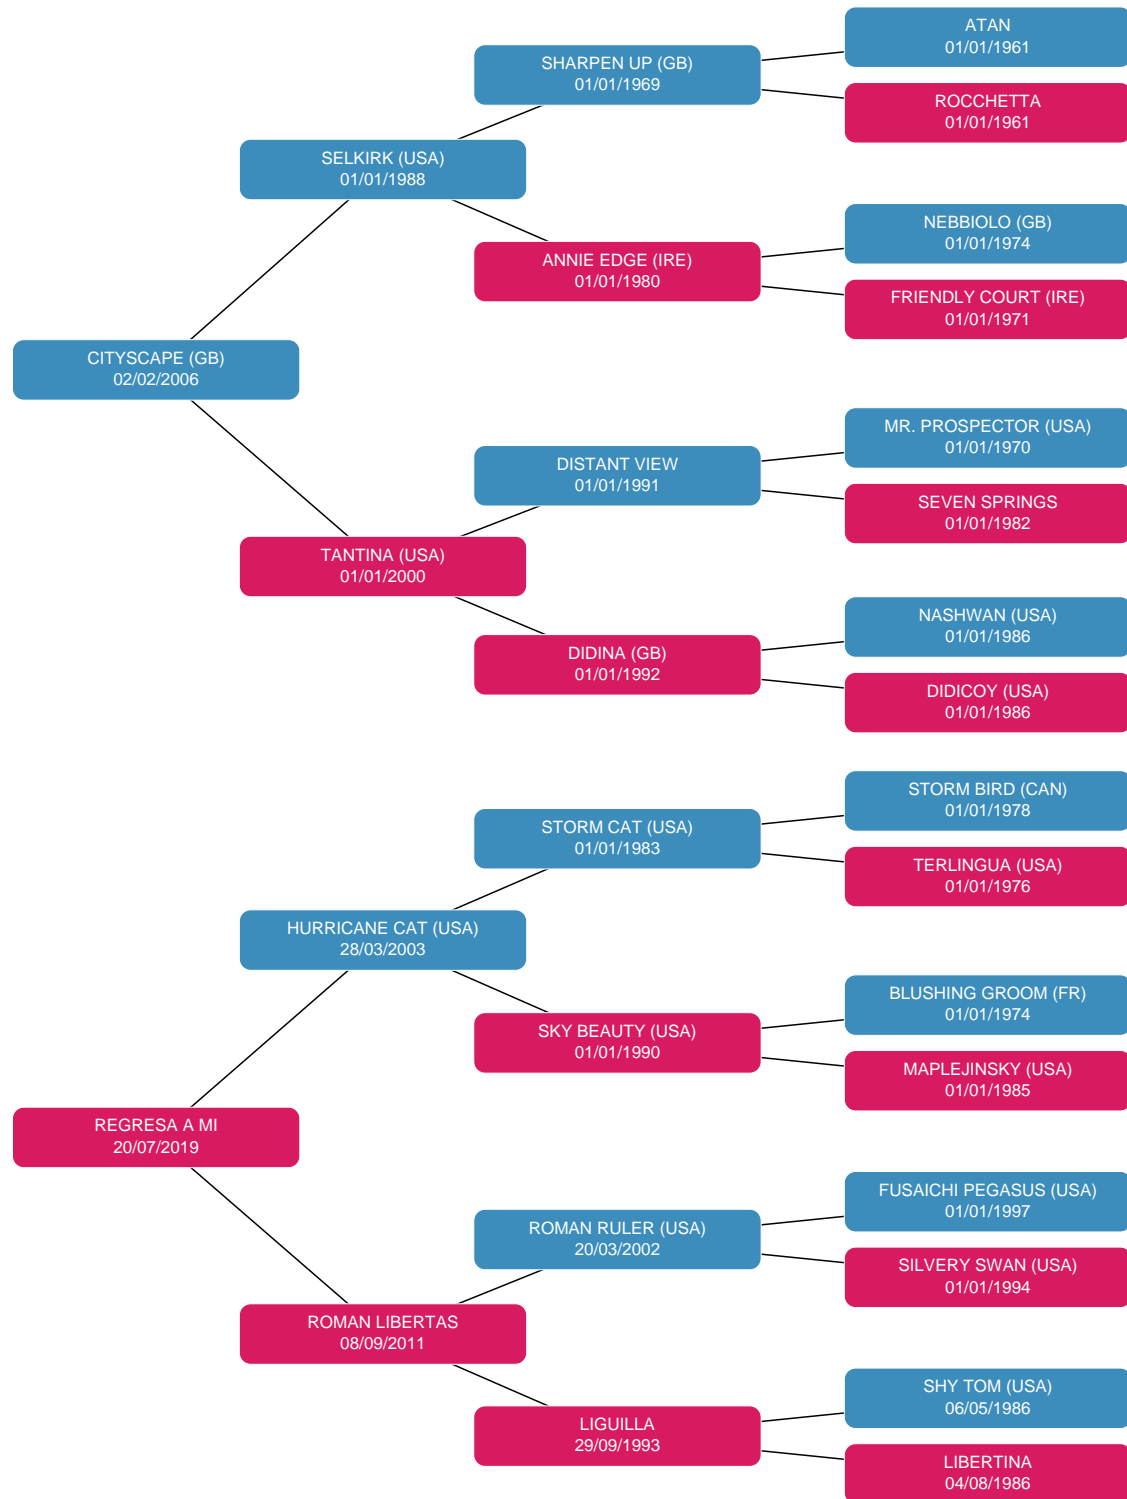 ATAN
01/01/1961
SHARPEN UP (GB)
01/01/1969
ROCCHETTA
01/01/1961
SELKIRK (USA)
01/01/1988
NEBBIOLO (GB)
01/01/1974
ANNIE EDGE (IRE)
01/01/1980
FRIENDLY COURT (IRE)
01/01/1971
CITYSCAPE (GB)
02/02/2006
MR. PROSPECTOR (USA)
01/01/1970
DISTANT VIEW
01/01/1991
SEVEN SPRINGS
01/01/1982
TANTINA (USA)
01/01/2000
NASHWAN (USA)
01/01/1986
DIDINA (GB)
01/01/1992
DIDICOY (USA)
01/01/1986
STORM BIRD (CAN)
01/01/1978
STORM CAT (USA)
01/01/1983
TERLINGUA (USA)
01/01/1976
HURRICANE CAT (USA)
28/03/2003
BLUSHING GROOM (FR)
01/01/1974
SKY BEAUTY (USA)
01/01/1990
MAPLEJINSKY (USA)
01/01/1985
REGRESA A MI
20/07/2019
FUSAICHI PEGASUS (USA)
01/01/1997
ROMAN RULER (USA)
20/03/2002
SILVERY SWAN (USA)
01/01/1994
ROMAN LIBERTAS
08/09/2011
SHY TOM (USA)
06/05/1986
LIGUILLA
29/09/1993
LIBERTINA
04/08/1986